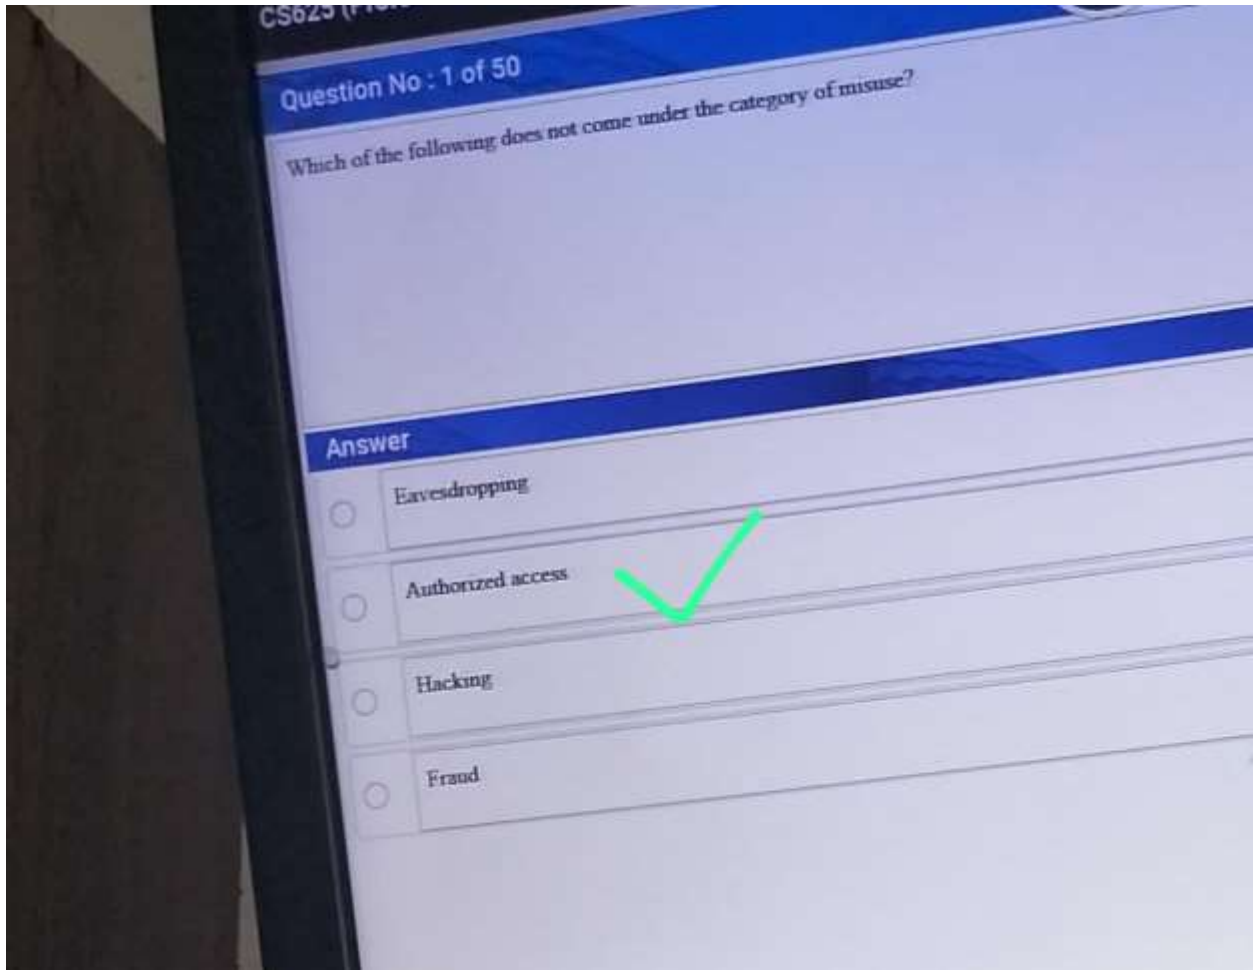 CS625
Question No : 1 of 50
Which of the following does not come under the category of misuse?
Answer
Eavesdropping
Authorized access
Hacking
Fraud